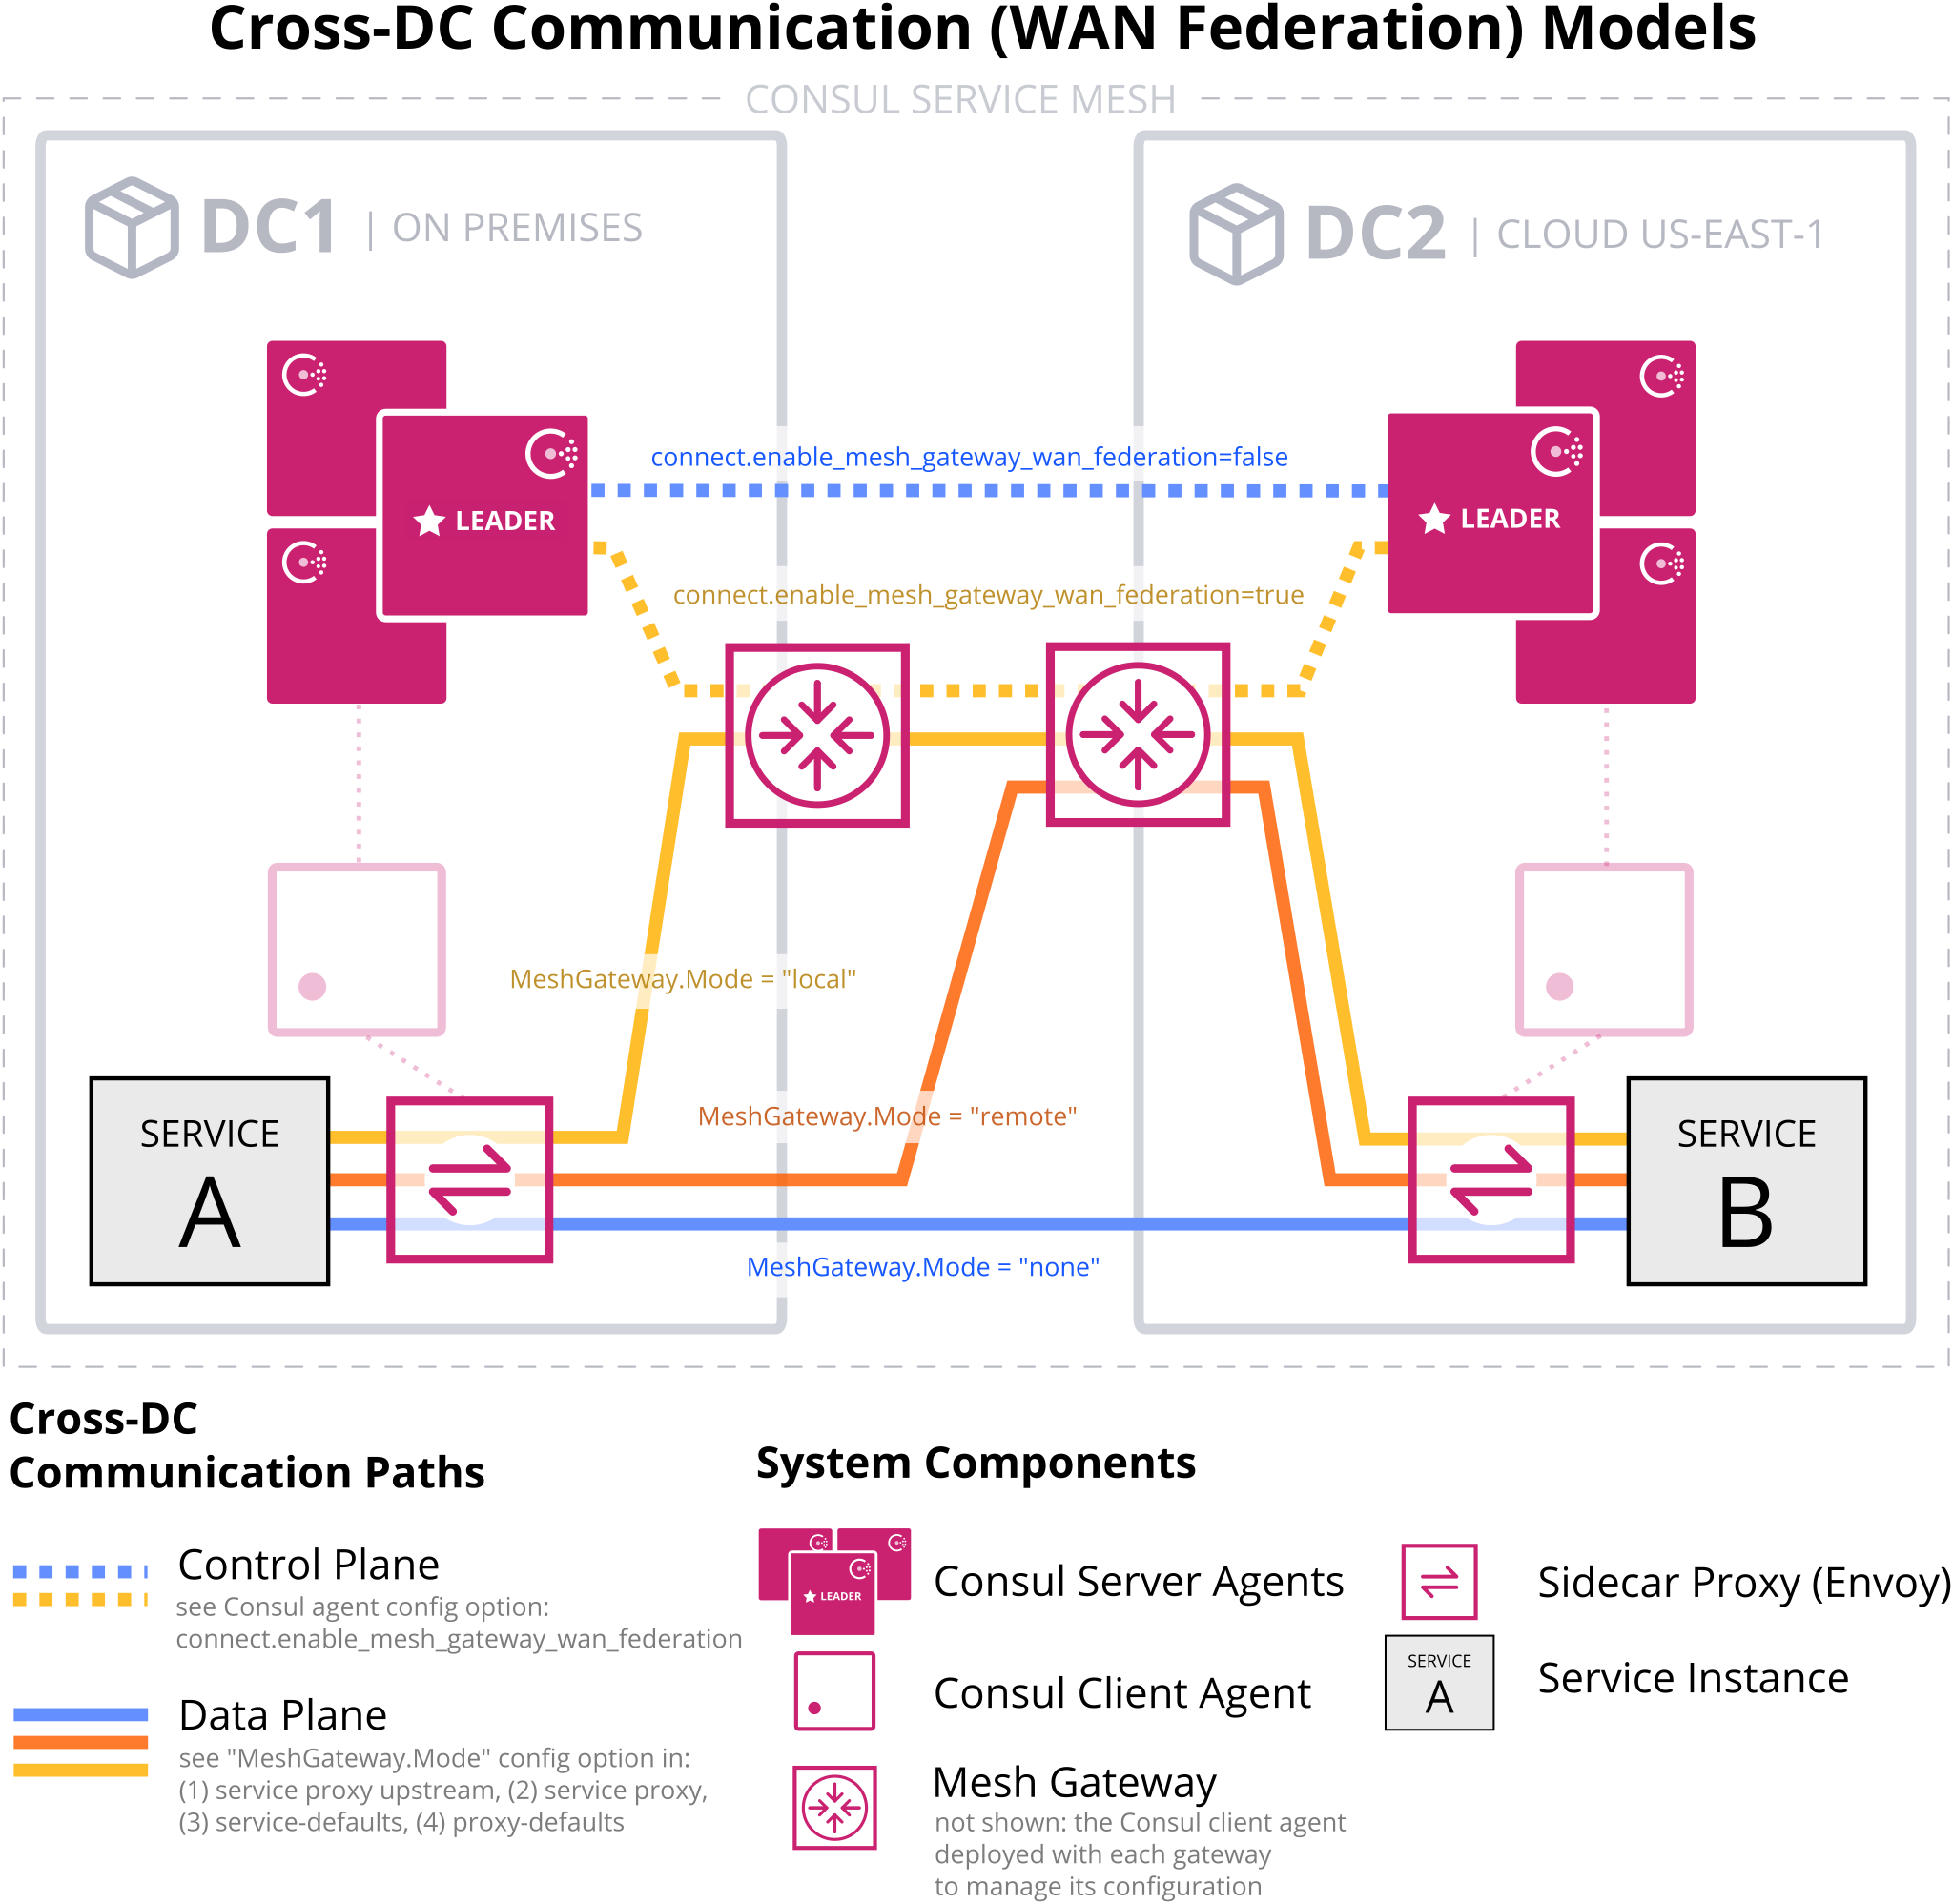 Cross-DC Communication (WAN Federation) Models
CONSUL SERVICE MESH
DC1 | ON PREMISES
DC2 | CLOUD US-EAST-1
connect.enable_mesh_gateway_wan_federation=false
LEADER
LEADER
connect.enable_mesh_gateway_wan_federation=true
MeshGateway.Mode = "local"
MeshGateway.Mode = "remote"
SERVICE
A
SERVICE
B
MeshGateway.Mode = "none"
Cross-DC
Communication Paths
Control Plane
see Consul agent config option:
connect.enable_mesh_gateway_wan_federation
Data Plane
see "MeshGateway.Mode" config option in:
(1) service proxy upstream, (2) service proxy,
(3) service-defaults, (4) proxy-defaults
System Components
LEADER
Consul Server Agents
Consul Client Agent
Mesh Gateway
not shown: the Consul client agent
deployed with each gateway
to manage its configuration
Sidecar Proxy (Envoy)
SERVICE
A
Service Instance